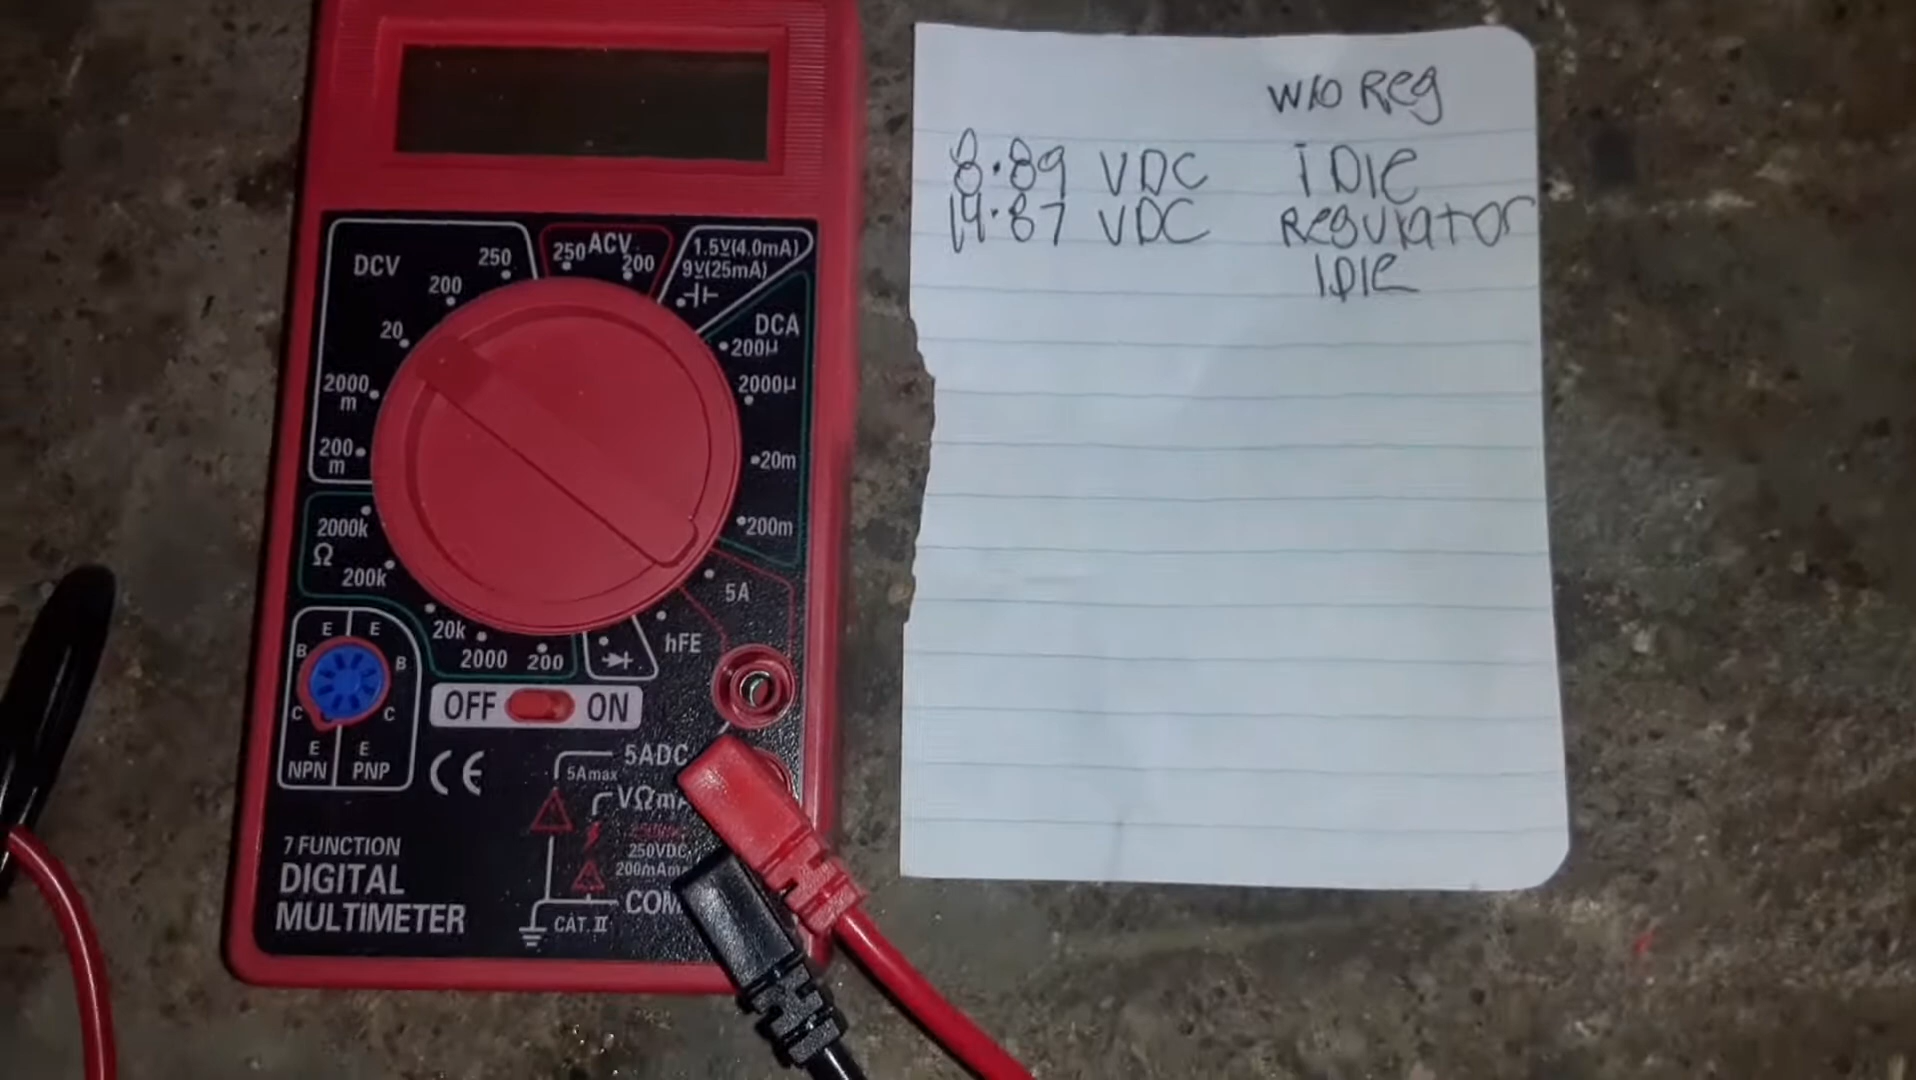 w/o Reg
8.89 VDC iDle
14.87 VDC Regulator
IDle
DCV
250
200
20
2000
m
200
m
250 ACV 200
1.5V(4.0mA)
9V(25mA)
DCA
200μ
2000μ
20m
200m
5A
hFE
2000k
Ω
200k
20k
2000
200
E E
B B
C C
E E
NPN PNP
OFF ON
CE
5ADC
5Amax
VΩmA
250VDC
200mA
COM
CAT. II
7 FUNCTION
DIGITAL
MULTIMETER